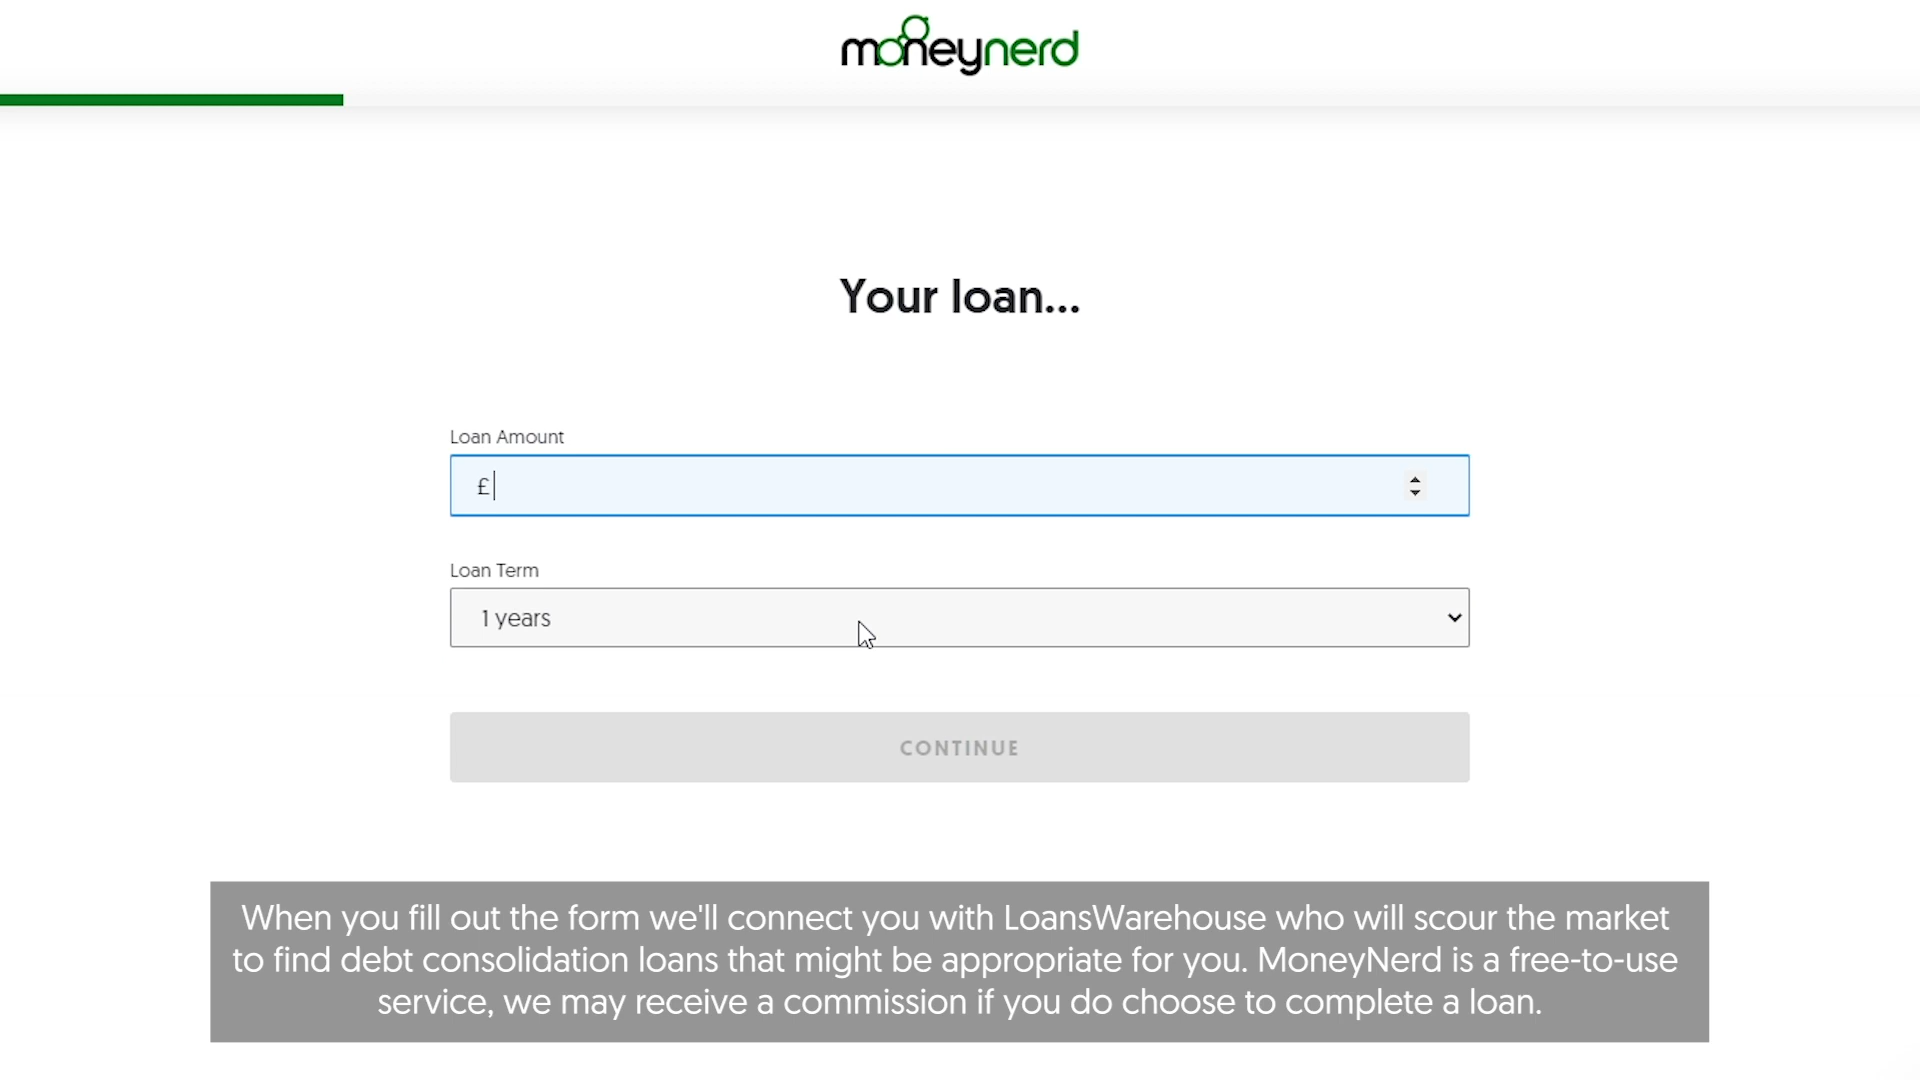 moneynerd
Your loan...
Loan Amount
£
Loan Term
1 years
CONTINUE
When you fill out the form we'll connect you with LoansWarehouse who will scour the market
to find debt consolidation loans that might be appropriate for you. MoneyNerd is a free-to-use
service, we may receive a commission if you do choose to complete a loan.